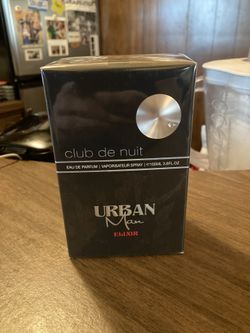 club de nuit
EAU DE PARFUM | VAPORISATEUR SPRAY | ℮105ML 3.6FL.OZ
URBAN
Man
ELIXIR